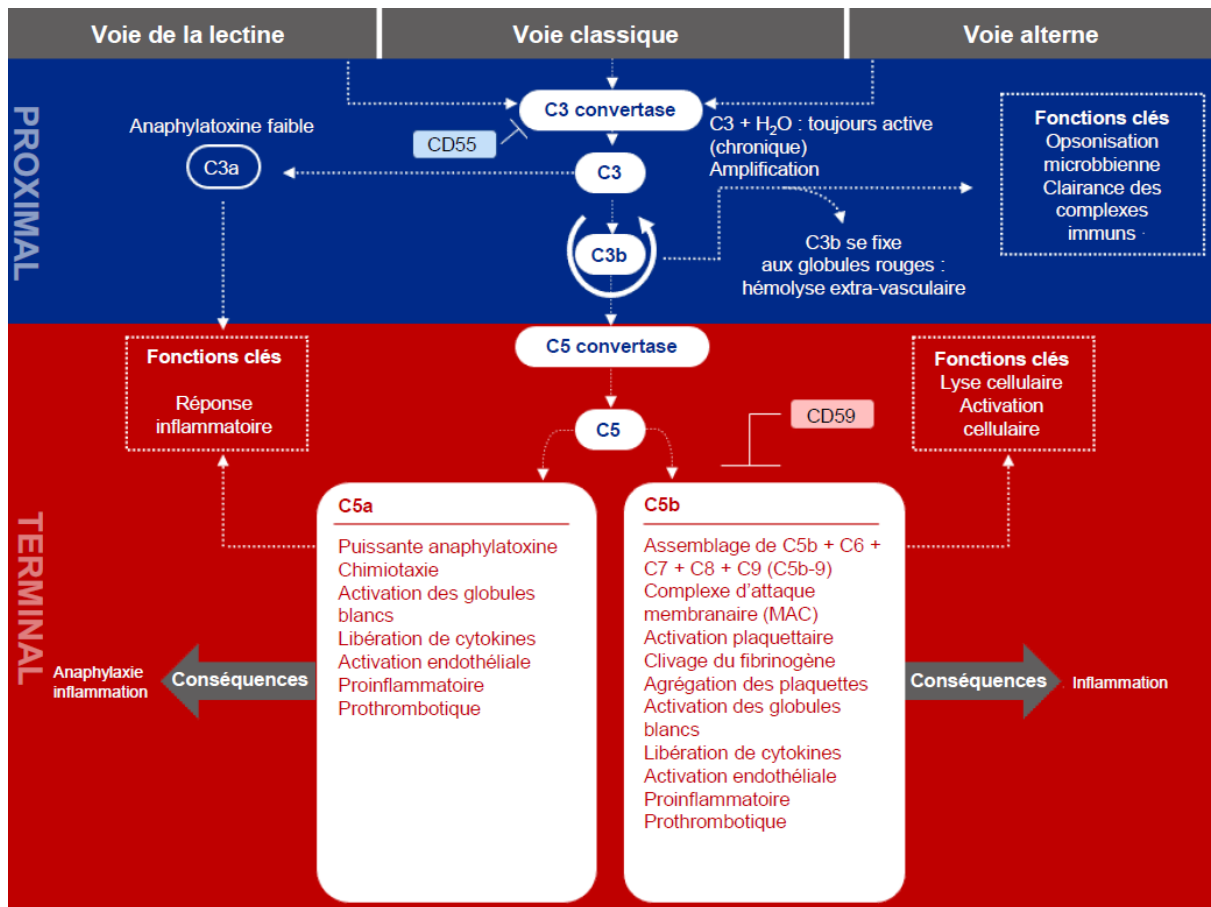 Voie de la lectine
Voie classique
Voie alterne
PROXIMAL
C3 convertase
Anaphylatoxine faible
CD55
C3a
C3
C3 + H₂O : toujours active
(chronique)
Amplification
Fonctions clés
Opsonisation
microbbienne
Clairance des
complexes
immuns
C3b
C3b se fixe
aux globules rouges :
hémolyse extra-vasculaire
TERMINAL
C5 convertase
Fonctions clés
Réponse
inflammatoire
Fonctions clés
Lyse cellulaire
Activation
cellulaire
CD59
C5
C5a
Puissante anaphylatoxine
Chimiotaxie
Activation des globules
blancs
Libération de cytokines
Activation endothéliale
Proinflammatoire
Prothrombotique
C5b
Assemblage de C5b + C6 +
C7 + C8 + C9 (C5b-9)
Complexe d’attaque
membranaire (MAC)
Activation plaquettaire
Clivage du fibrinogène
Agrégation des plaquettes
Activation des globules
blancs
Libération de cytokines
Activation endothéliale
Proinflammatoire
Prothrombotique
Anaphylaxie
inflammation
Conséquences
Conséquences
Inflammation